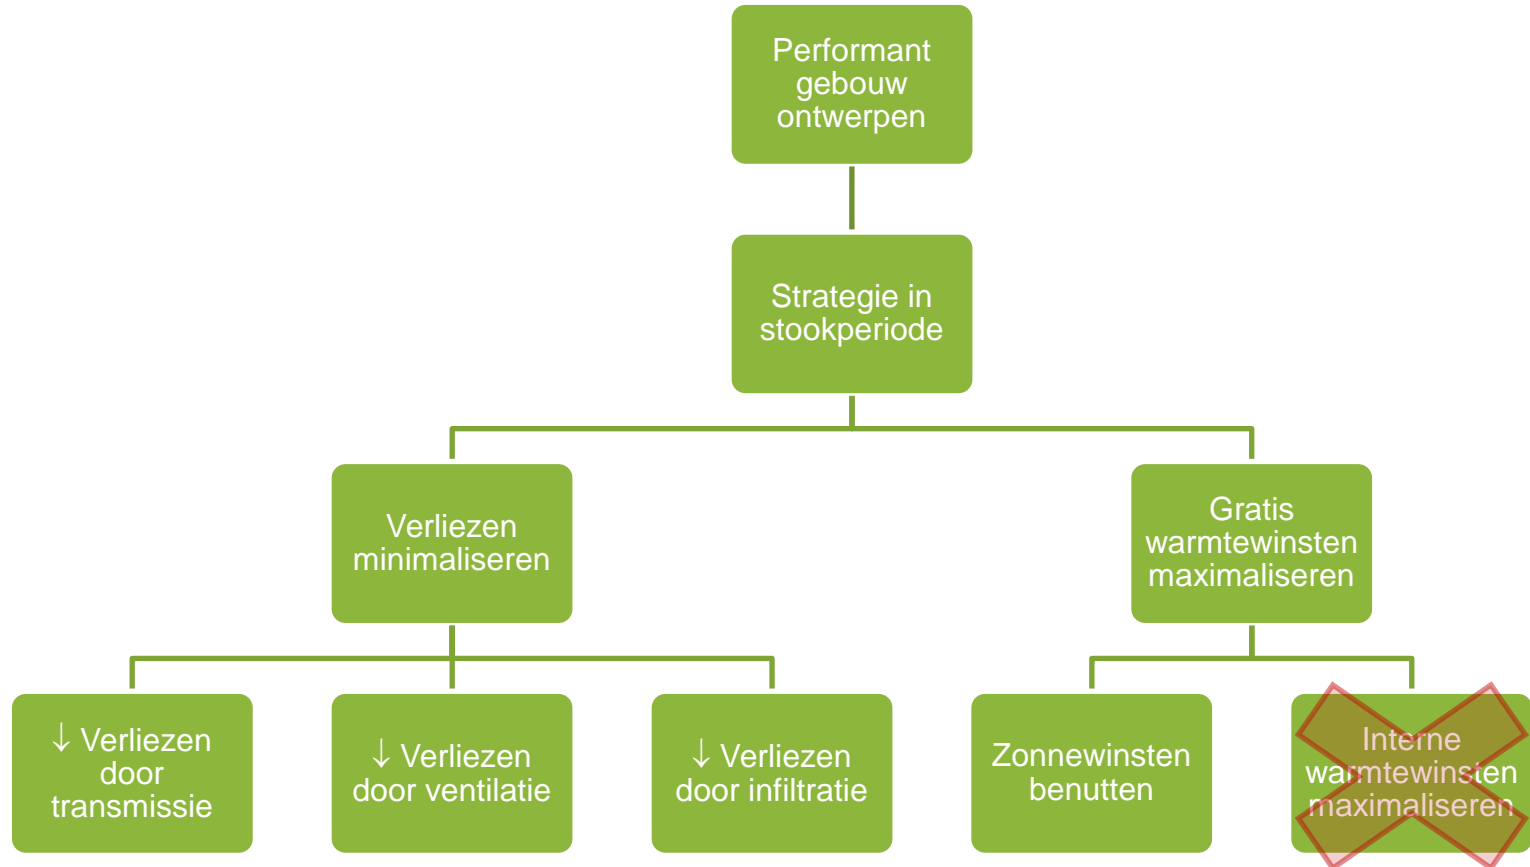 Performant
gebouw
ontwerpen
Strategie in
stookperiode
Verliezen
minimaliseren
Gratis
warmtewinsten
maximaliseren
↓ Verliezen
door
transmissie
↓ Verliezen
door ventilatie
↓ Verliezen
door infiltratie
Zonnewinsten
benutten
Interne
warmtewinsten
maximaliseren